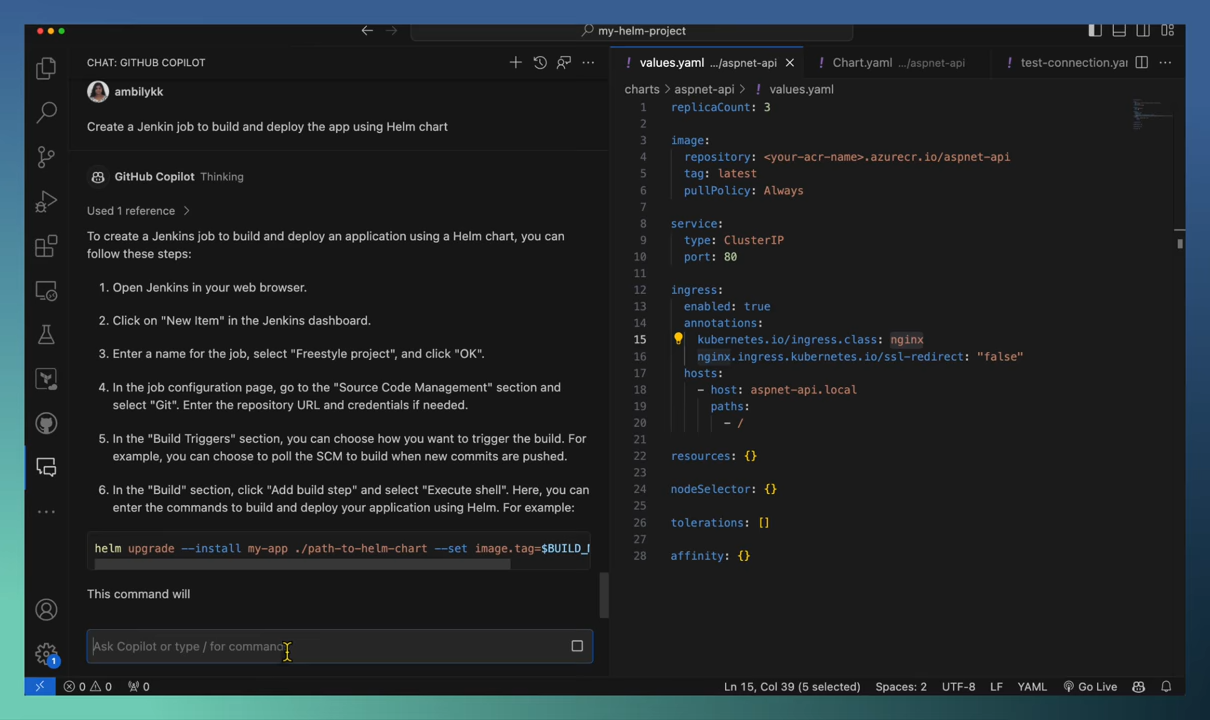 my-helm-project
CHAT: GITHUB COPILOT
ambilykk
Create a Jenkin job to build and deploy the app using Helm chart
GitHub Copilot Thinking
Used 1 reference
To create a Jenkins job to build and deploy an application using a Helm chart, you can
follow these steps:
1. Open Jenkins in your web browser.
2. Click on "New Item" in the Jenkins dashboard.
3. Enter a name for the job, select "Freestyle project", and click "OK".
4. In the job configuration page, go to the "Source Code Management" section and
select "Git". Enter the repository URL and credentials if needed.
5. In the "Build Triggers" section, you can choose how you want to trigger the build. For
example, you can choose to poll the SCM to build when new commits are pushed.
6. In the "Build" section, click "Add build step" and select "Execute shell". Here, you can
enter the commands to build and deploy your application using Helm. For example:
helm upgrade --install my-app ./path-to-helm-chart --set image.tag=$BUILD_
This command will
Ask Copilot or type / for command
values.yaml .../aspnet-api
Chart.yaml .../aspnet-api
test-connection.yar
charts > aspnet-api > values.yaml
1 replicaCount: 3
2
3 image:
4 repository: <your-acr-name>.azurecr.io/aspnet-api
5 tag: latest
6 pullPolicy: Always
7
8 service:
9 type: ClusterIP
10 port: 80
11
12 ingress:
13 enabled: true
14 annotations:
15 kubernetes.io/ingress.class: nginx
16 nginx.ingress.kubernetes.io/ssl-redirect: "false"
17 hosts:
18 - host: aspnet-api.local
19 paths:
20 - /
21
22 resources: {}
23
24 nodeSelector: {}
25
26 tolerations: []
27
28 affinity: {}
1
0 0 0
Ln 15, Col 39 (5 selected) Spaces: 2 UTF-8 LF YAML Go Live